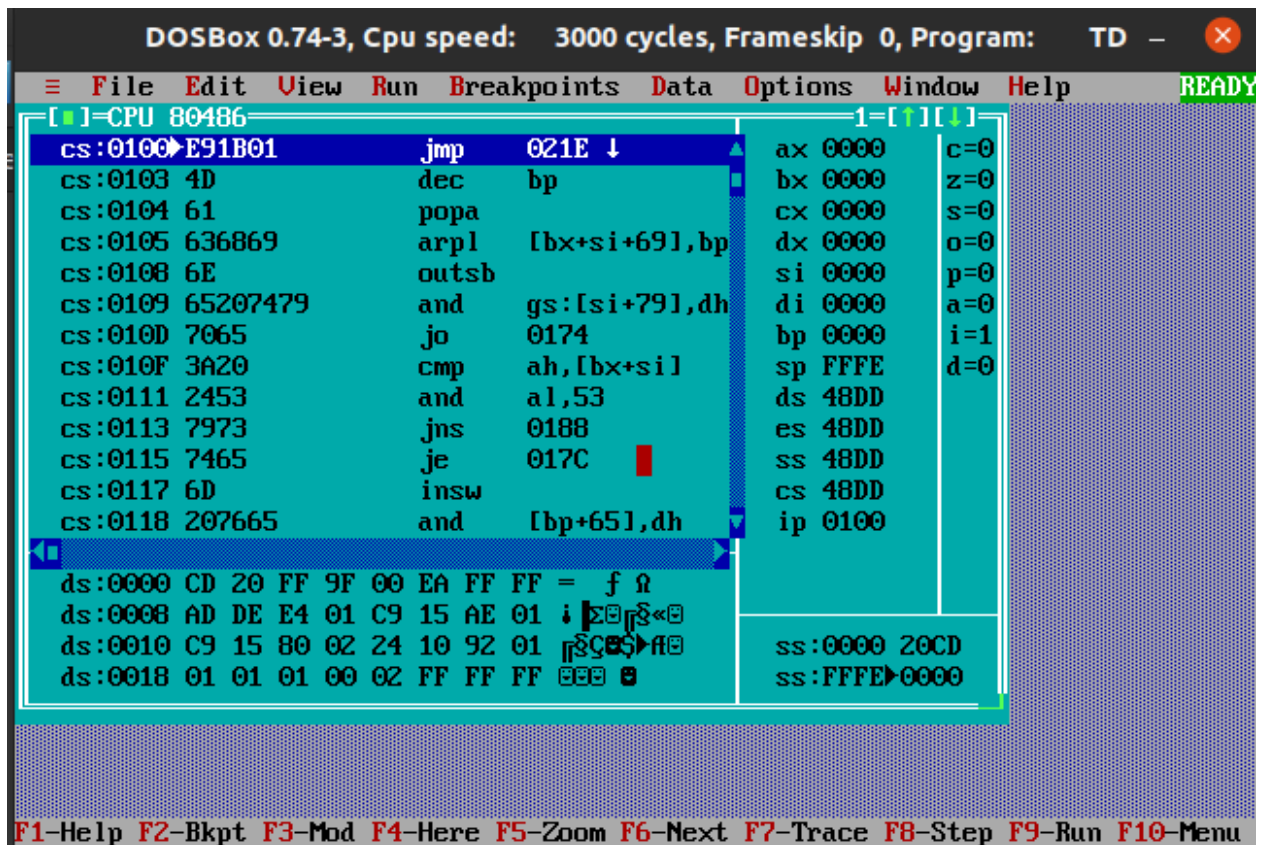 DOSBox 0.74-3, Cpu speed: 3000 cycles, Frameskip 0, Program: TD
≡ File Edit View Run Breakpoints Data Options Window Help READY
[■]=CPU 80486 1=[↑][↓]
cs:0100►E91B01 jmp 021E ↓ ax 0000 c=0
cs:0103 4D dec bp bx 0000 z=0
cs:0104 61 popa cx 0000 s=0
cs:0105 636869 arpl [bx+si+69],bp dx 0000 o=0
cs:0108 6E outsb si 0000 p=0
cs:0109 65207479 and gs:[si+79],dh di 0000 a=0
cs:010D 7065 jo 0174 bp 0000 i=1
cs:010F 3A20 cmp ah,[bx+si] sp FFFE d=0
cs:0111 2453 and al,53 ds 48DD
cs:0113 7973 jns 0188 es 48DD
cs:0115 7465 je 017C ss 48DD
cs:0117 6D insw cs 48DD
cs:0118 207665 and [bp+65],dh ip 0100
ds:0000 CD 20 FF 9F 00 EA FF FF = ƒ Ω
ds:0008 AD DE E4 01 C9 15 AE 01 ¡▐Σ☺╔§«☺
ds:0010 C9 15 80 02 24 10 92 01 ╔§Ç☻$►Æ☺ ss:0000 20CD
ds:0018 01 01 01 00 02 FF FF FF ☺☺☺ ☻ ss:FFFE►0000
F1-Help F2-Bkpt F3-Mod F4-Here F5-Zoom F6-Next F7-Trace F8-Step F9-Run F10-Menu